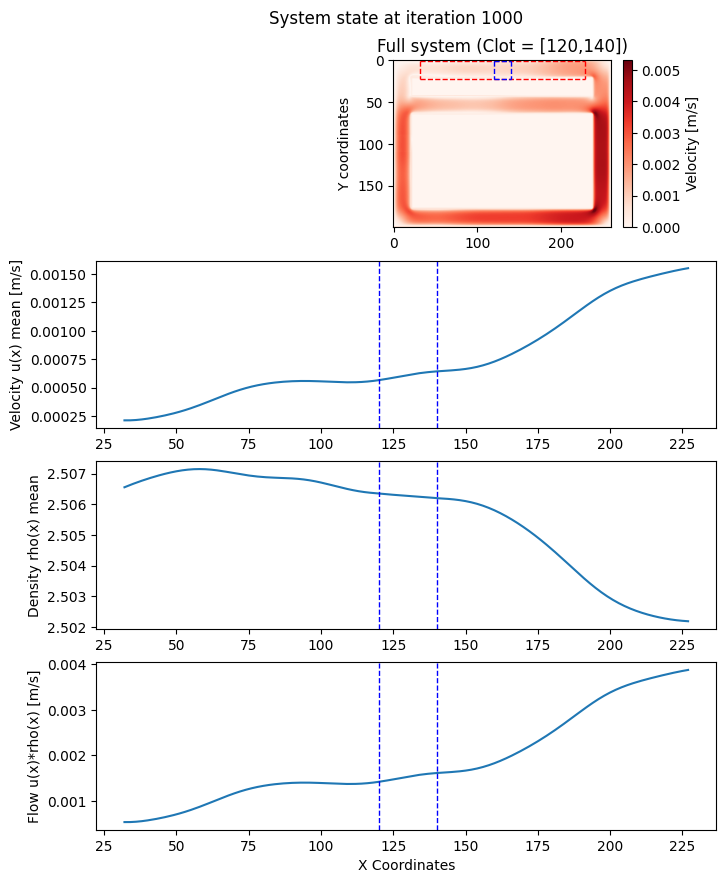 System state at iteration 1000
Full system (Clot = [120,140])
Y coordinates
0
50
100
150
0 100 200
0.005
0.004
0.003
0.002
0.001
0.000
Velocity [m/s]
Velocity u(x) mean [m/s]
0.00150
0.00125
0.00100
0.00075
0.00050
0.00025
25 50 75 100 125 150 175 200 225
Density rho(x) mean
2.507
2.506
2.505
2.504
2.503
2.502
25 50 75 100 125 150 175 200 225
Flow u(x)*rho(x) [m/s]
0.004
0.003
0.002
0.001
25 50 75 100 125 150 175 200 225
X Coordinates